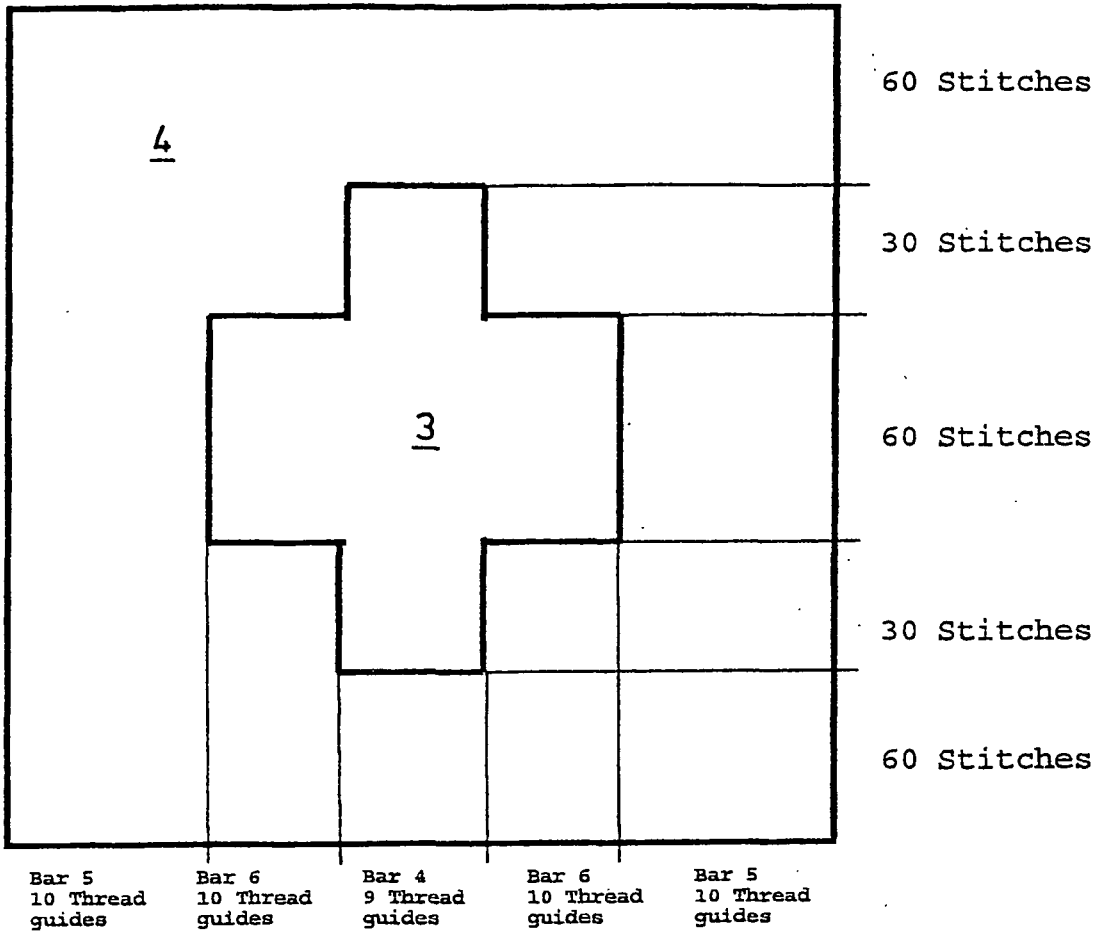 60 Stitches
4
30 Stitches
3
60 Stitches
30 Stitches
60 Stitches
Bar 5
10 Thread
guides
Bar 6
10 Thread
guides
Bar 4
9 Thread
guides
Bar 6
10 Thread
guides
Bar 5
10 Thread
guides